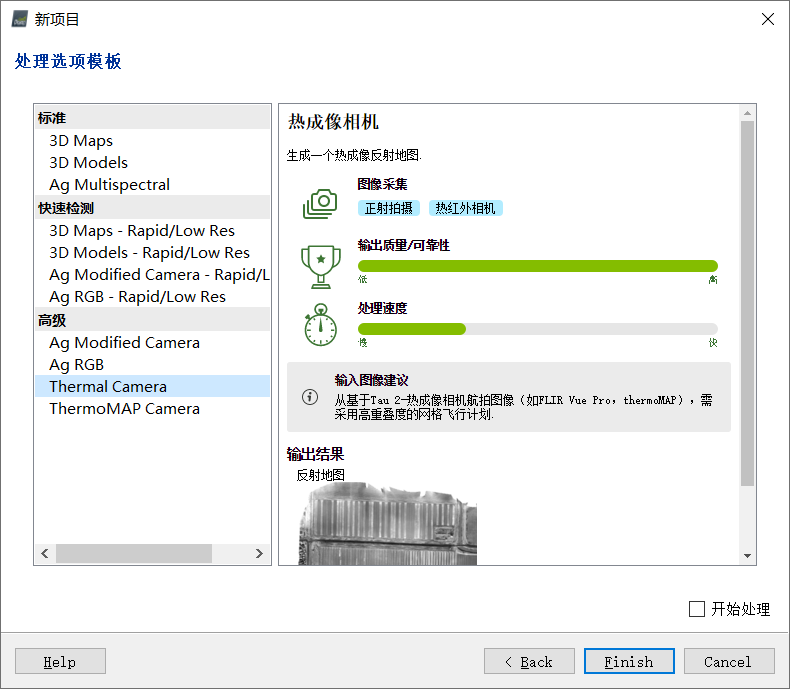 新项目
处理选项模板
标准
3D Maps
3D Models
Ag Multispectral
快速检测
3D Maps - Rapid/Low Res
3D Models - Rapid/Low Res
Ag Modified Camera - Rapid/L
Ag RGB - Rapid/Low Res
高级
Ag Modified Camera
Ag RGB
Thermal Camera
ThermoMAP Camera
热成像相机
生成一个热成像反射地图.
图像采集
正射拍摄 热红外相机
输出质量/可靠性
低 高
处理速度
慢 快
输入图像建议
从基于Tau 2-热成像相机航拍图像（如FLIR Vue Pro, thermoMAP），需
采用高重叠度的网格飞行计划.
输出结果
反射地图
开始处理
Help
< Back
Finish
Cancel